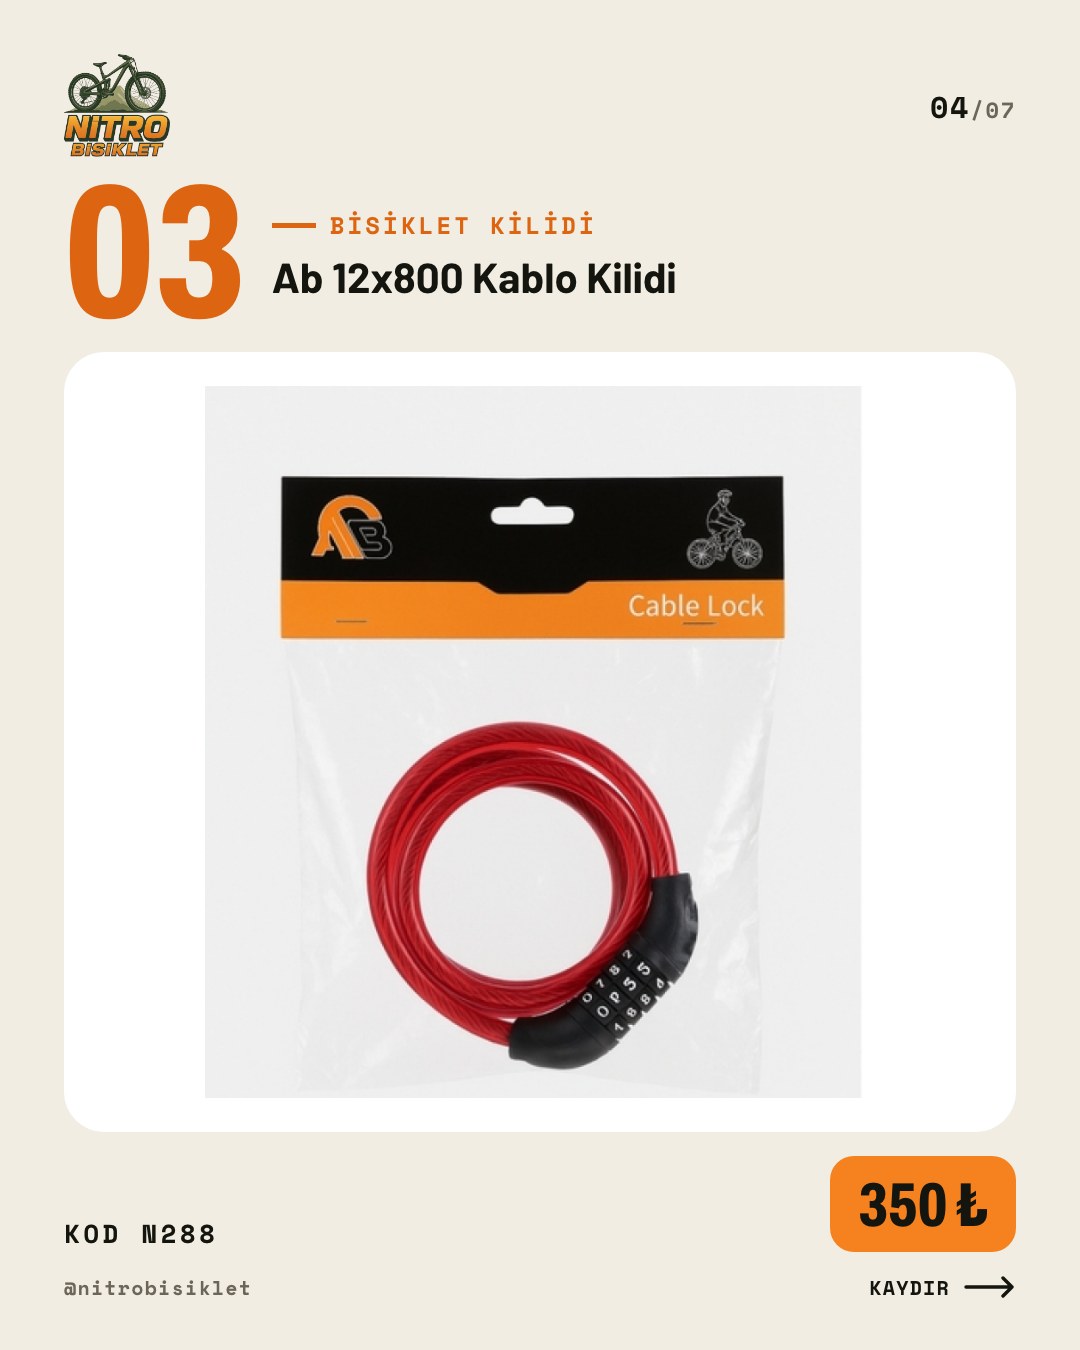 NiTRO
BISIKLET
04/07
03
BİSİKLET KİLİDİ
Ab 12x800 Kablo Kilidi
AB
Cable Lock
KOD N288
350 ₺
@nitrobisiklet
KAYDIR